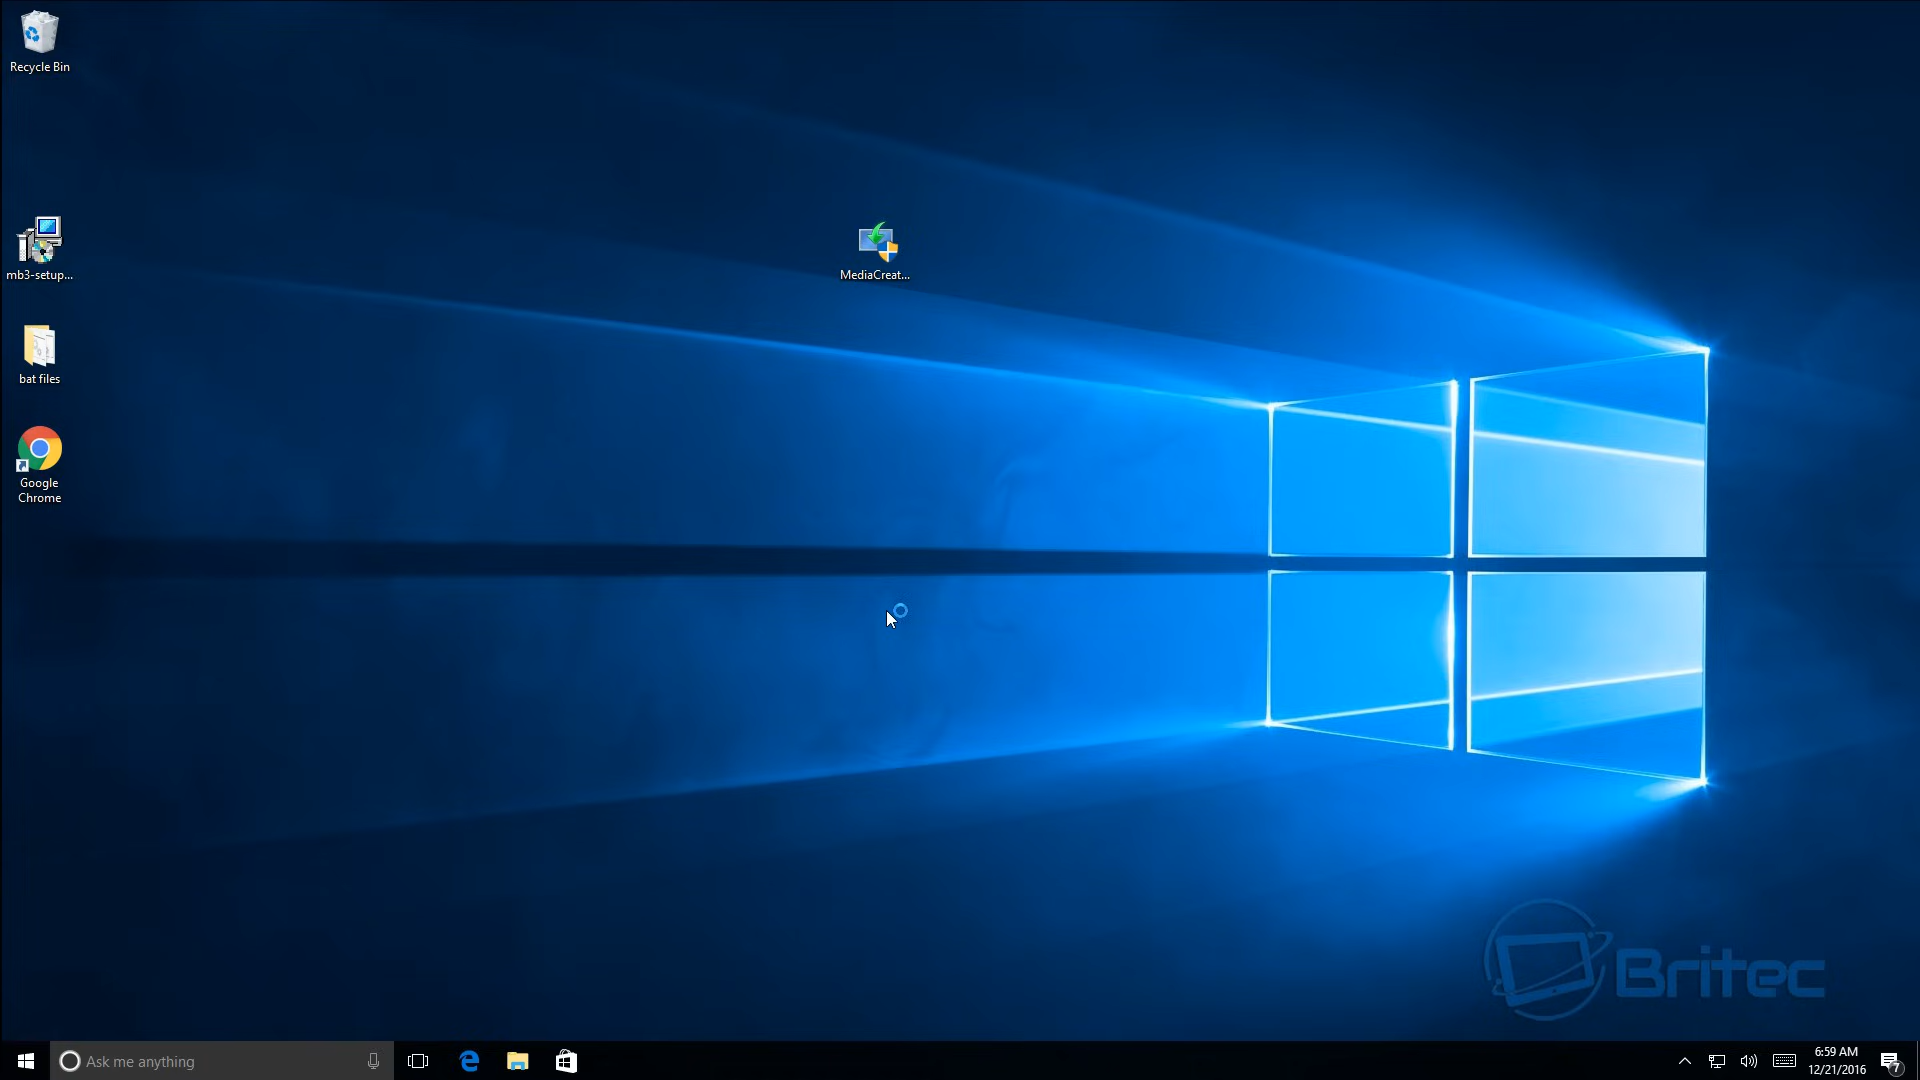 Recycle Bin
mb3-setup...
MediaCreat...
bat files
Google
Chrome
Britec
Ask me anything
6:59 AM
12/21/2016
7